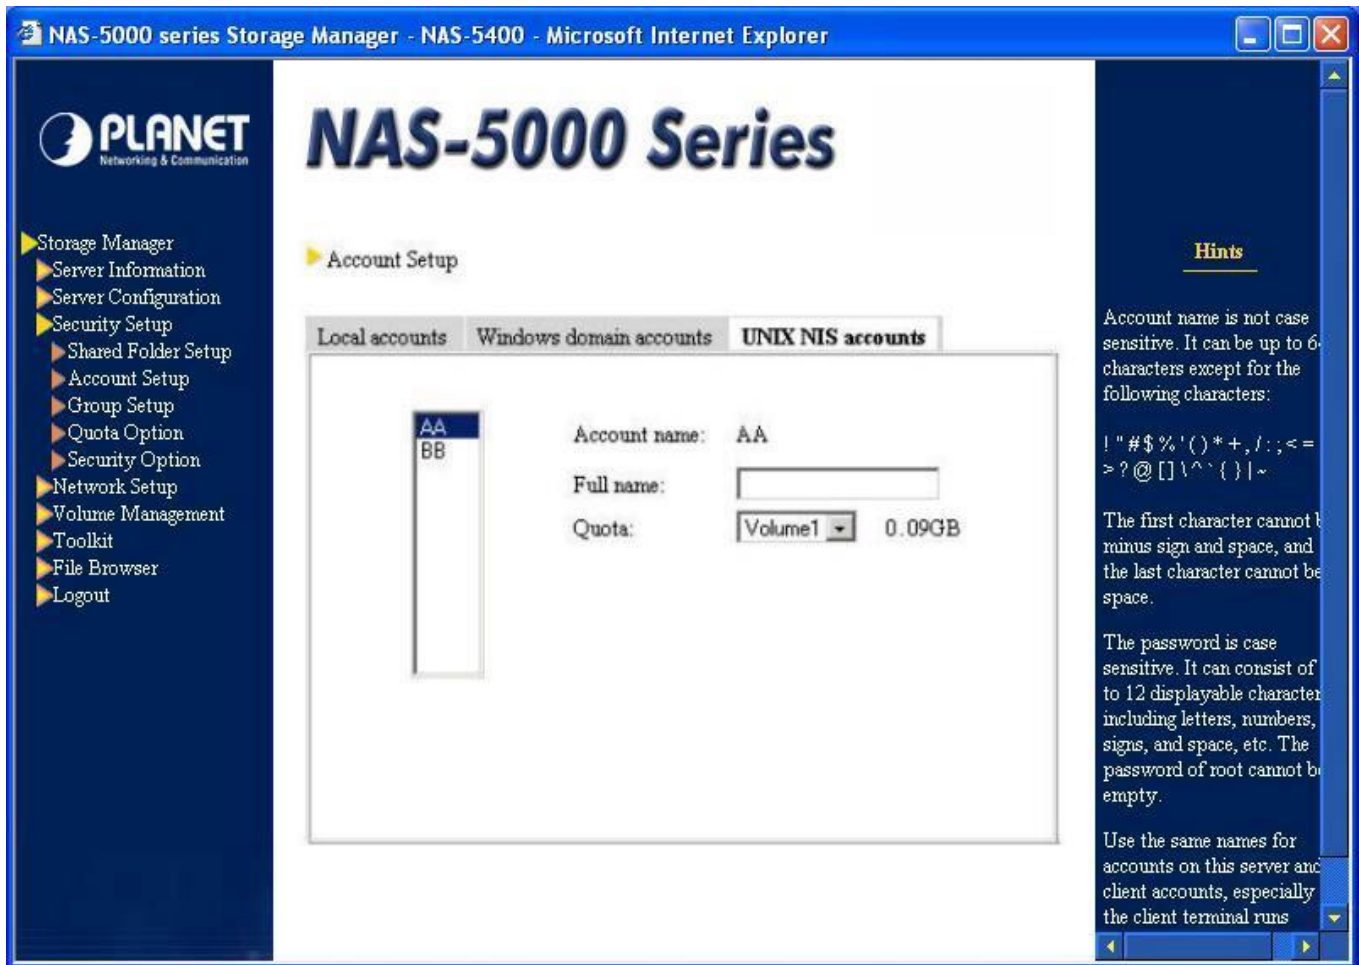 NAS-5000 series Storage Manager - NAS-5400 - Microsoft Internet Explorer
PLANET
Networking & Communication
NAS-5000 Series
Storage Manager
Server Information
Server Configuration
Security Setup
Shared Folder Setup
Account Setup
Group Setup
Quota Option
Security Option
Network Setup
Volume Management
Toolkit
File Browser
Logout
Account Setup
Local accounts Windows domain accounts UNIX NIS accounts
AA
BB
Account name: AA
Full name:
Quota: Volume1 0.09GB
Hints
Account name is not case
sensitive. It can be up to
characters except for the
following characters:
! " # $ % ' ( ) * + , / : ; < =
> ? @ [ ] \ ^ ` { } | ~
The first character cannot
minus sign and space, and
the last character cannot be
space.
The password is case
sensitive. It can consist of
to 12 displayable character
including letters, numbers,
signs, and space, etc. The
password of root cannot be
empty.
Use the same names for
accounts on this server and
client accounts, especially
the client terminal runs